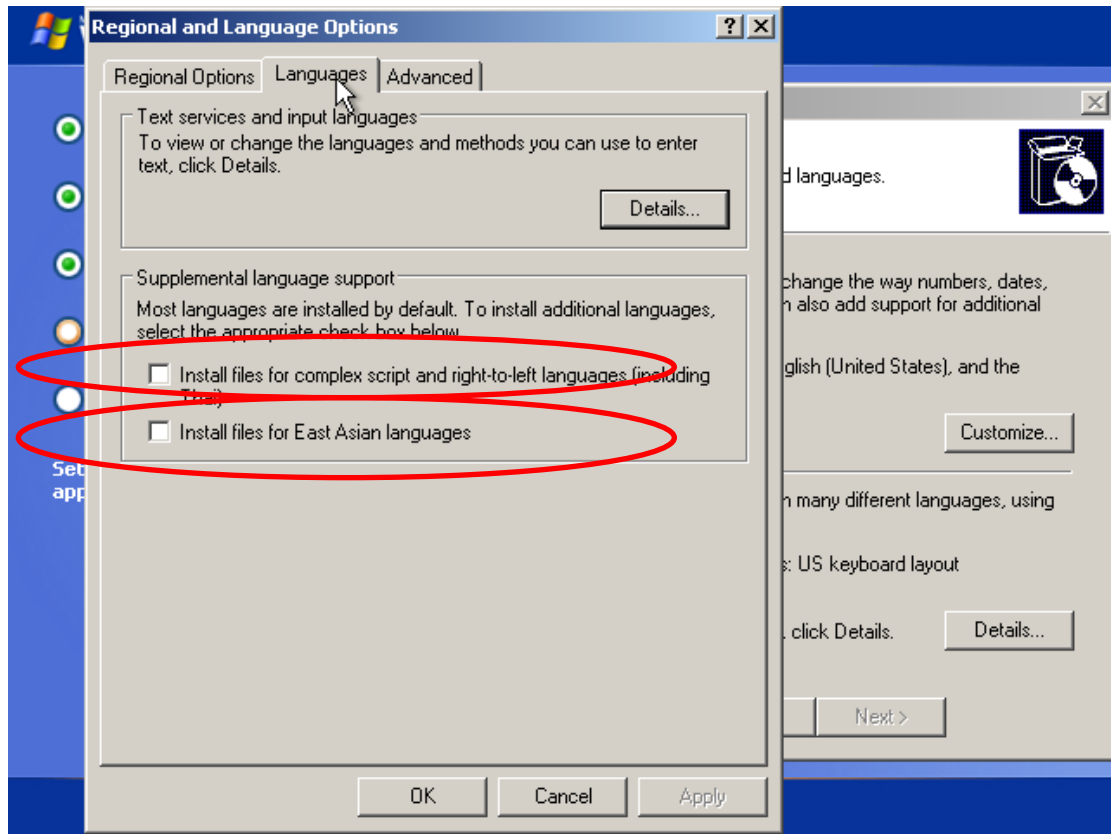 Regional and Language Options
Regional Options Languages Advanced
Text services and input languages
To view or change the languages and methods you can use to enter
text, click Details.
Details...
Supplemental language support
Most languages are installed by default. To install additional languages,
select the appropriate check box below.
Install files for complex script and right-to-left languages (including
Thai)
Install files for East Asian languages
OK Cancel Apply
Set
app
d languages.
change the way numbers, dates,
n also add support for additional
glish (United States), and the
Customize...
n many different languages, using
s: US keyboard layout
. click Details.
Details...
Next >